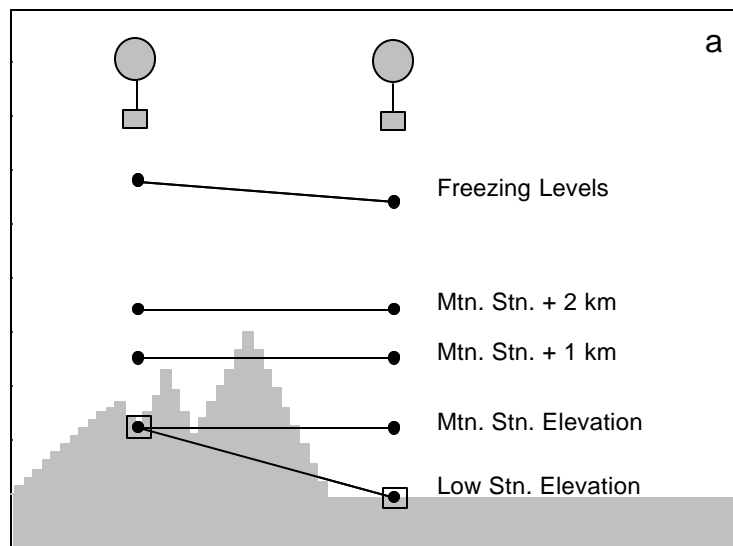 a
Freezing Levels
Mtn. Stn. + 2 km
Mtn. Stn. + 1 km
Mtn. Stn. Elevation
Low Stn. Elevation